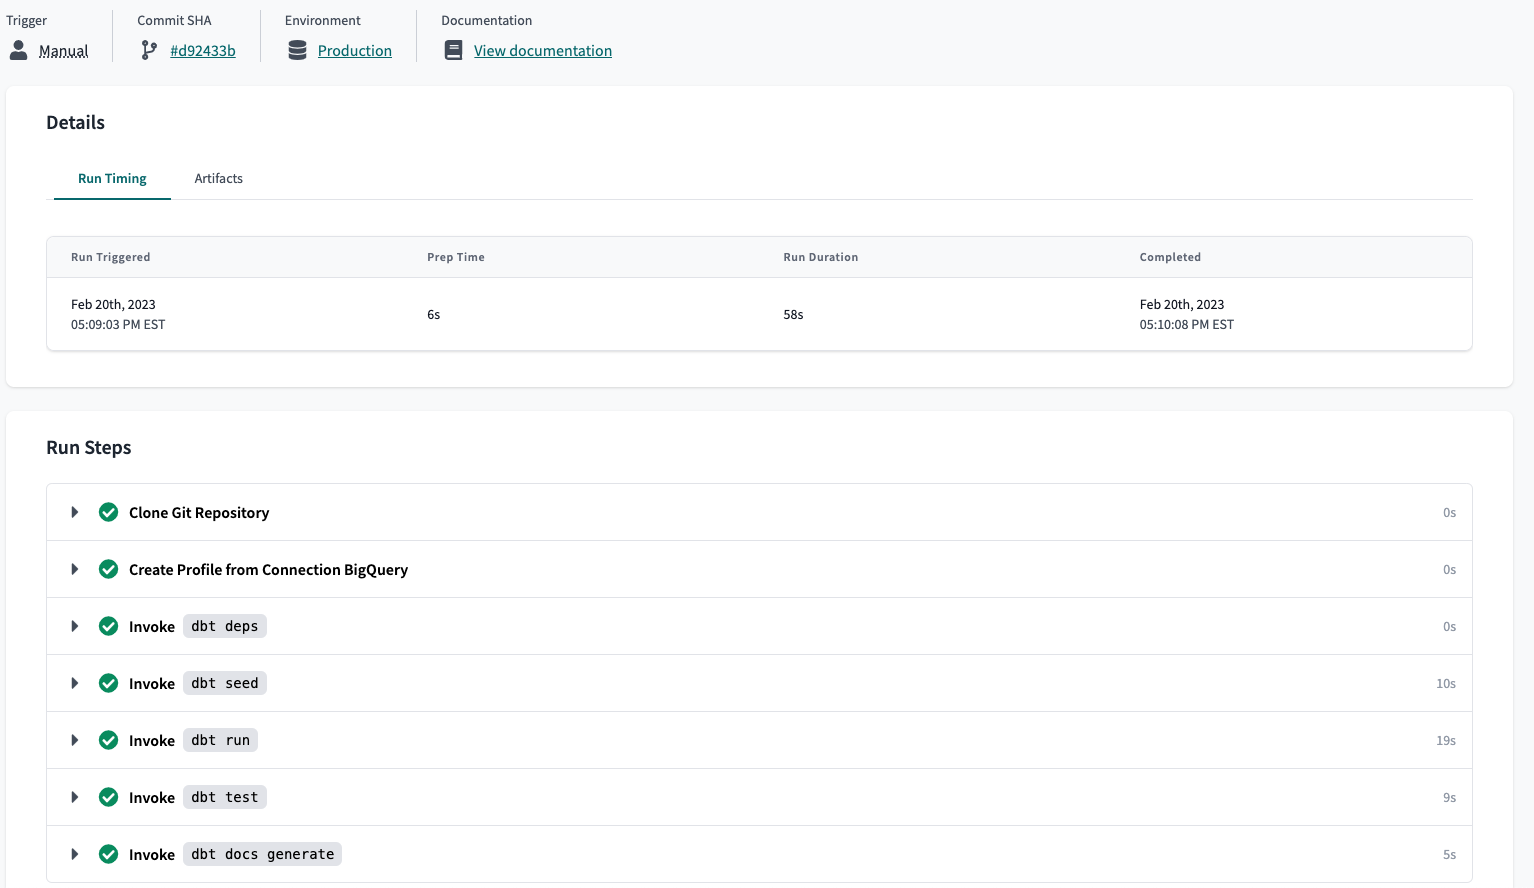 Trigger
Manual
Commit SHA
#d92433b
Environment
Production
Documentation
View documentation
Details
Run Timing
Artifacts
Run Triggered
Prep Time
Run Duration
Completed
Feb 20th, 2023
05:09:03 PM EST
6s
58s
Feb 20th, 2023
05:10:08 PM EST
Run Steps
Clone Git Repository
0s
Create Profile from Connection BigQuery
0s
Invoke dbt deps
0s
Invoke dbt seed
10s
Invoke dbt run
19s
Invoke dbt test
9s
Invoke dbt docs generate
5s